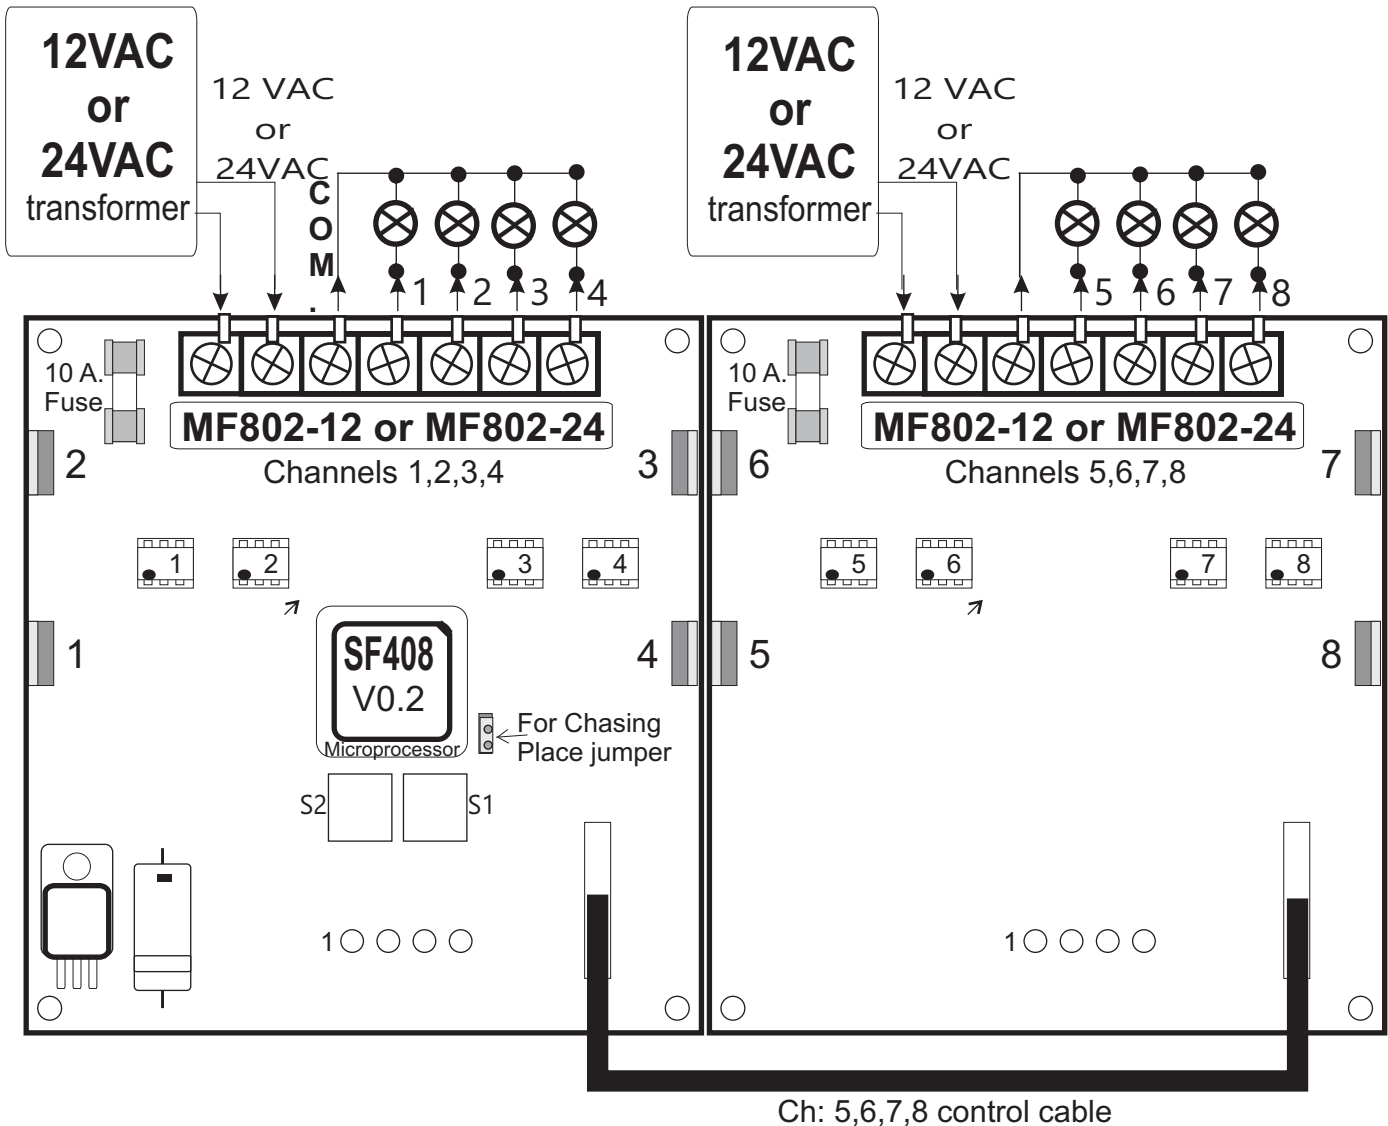 12VAC
or
24VAC
transformer
12 VAC
or
24VAC
COM.
1 2 3 4
10 A.
Fuse
MF802-12 or MF802-24
Channels 1,2,3,4
2
3
1
2
3
4
1
4
SF408
V0.2
Microprocessor
For Chasing
Place jumper
S2
S1
1
12VAC
or
24VAC
transformer
12 VAC
or
24VAC
5 6 7 8
10 A.
Fuse
MF802-12 or MF802-24
Channels 5,6,7,8
6
7
5
6
7
8
5
8
1
Ch: 5,6,7,8 control cable